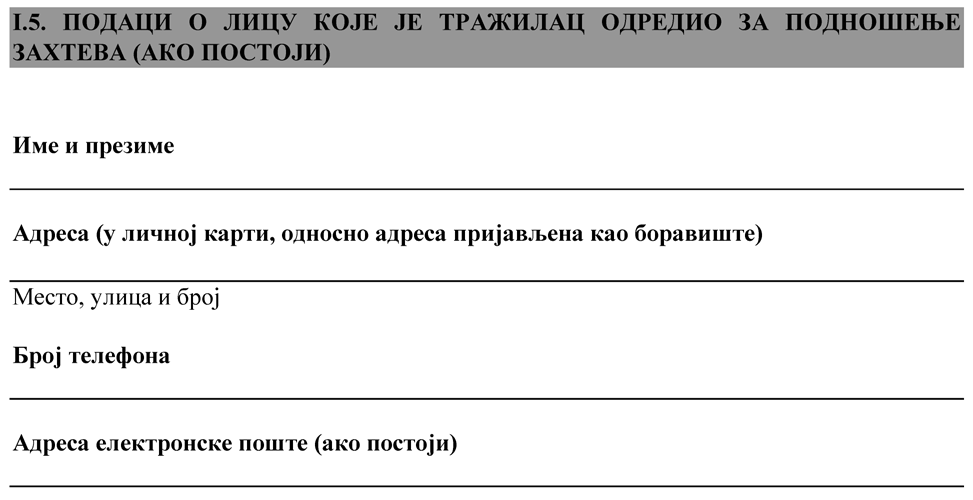 I.5. ПОДАЦИ О ЛИЦУ КОЈЕ ЈЕ ТРАЖИЛАЦ ОДРЕДИО ЗА ПОДНОШЕЊЕ
ЗАХТЕВА (АКО ПОСТОЈИ)
Име и презиме
Адреса (у личној карти, односно адреса пријављена као боравиште)
Место, улица и број
Број телефона
Адреса електронске поште (ако постоји)